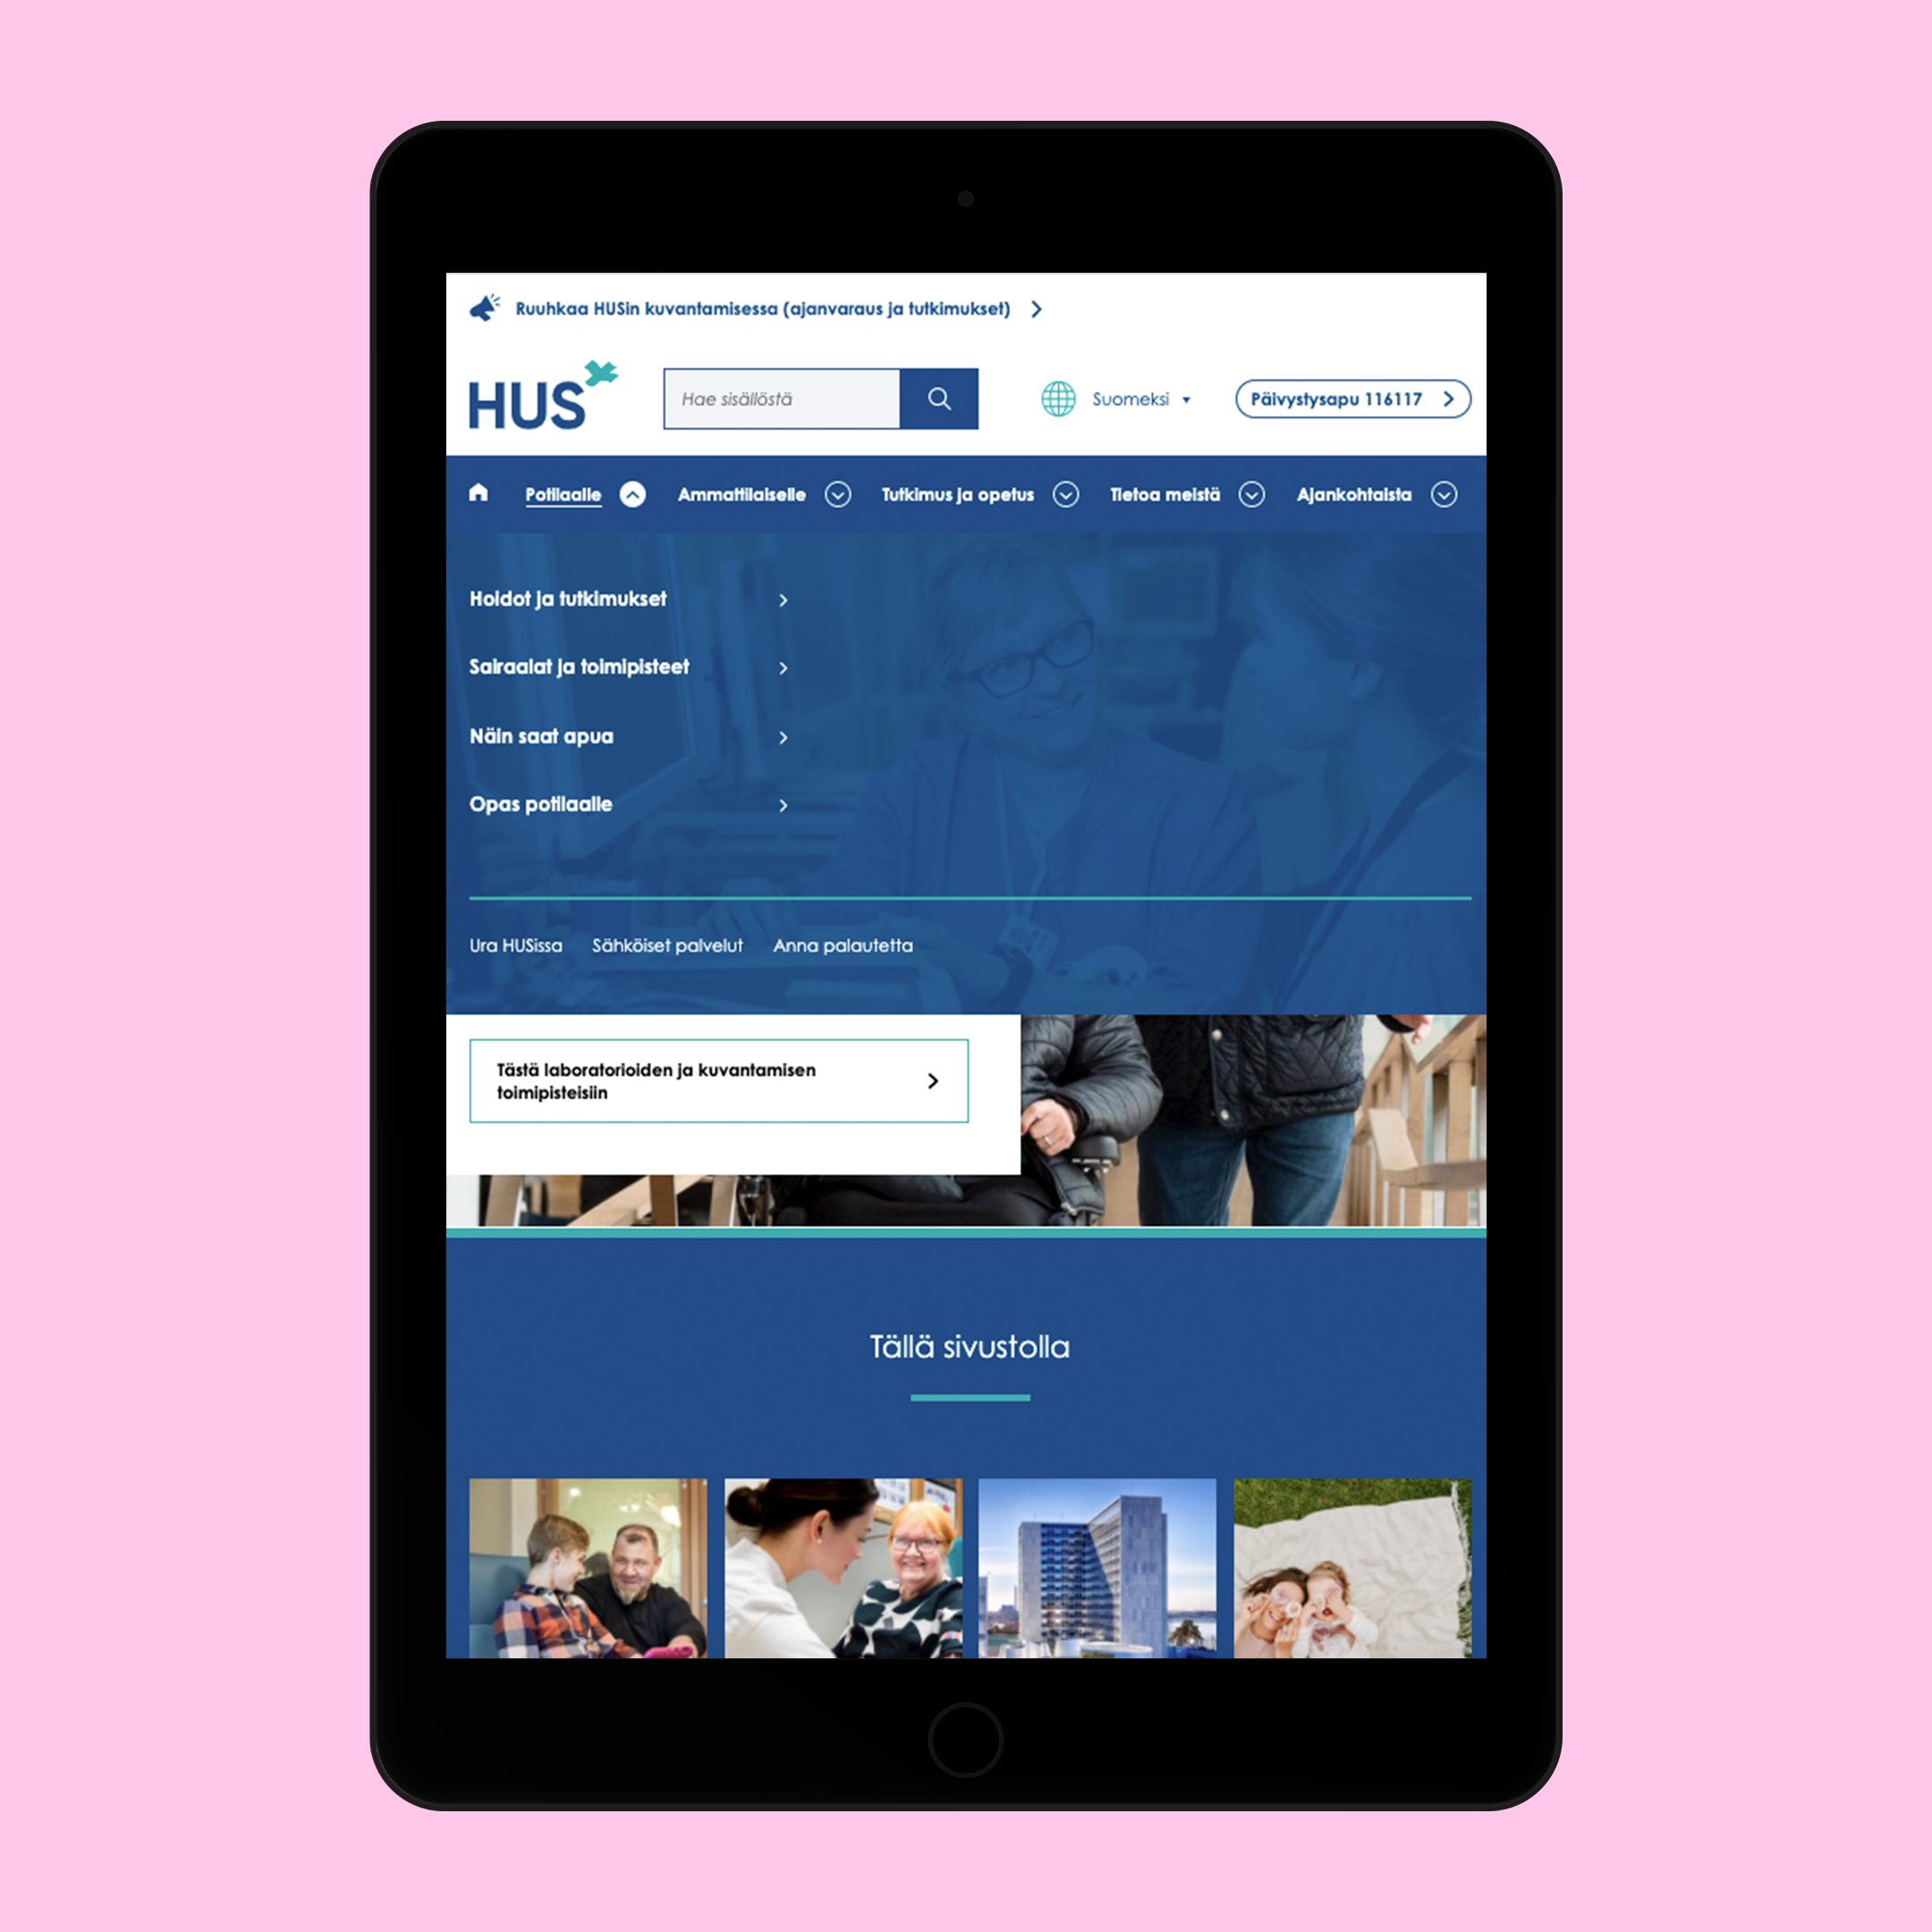 Ruuhkaa HUSin kuvantamisessa (ajanvaraus ja tutkimukset)
HUS
Hae sisällöstä
Suomeksi
Päivystysapu 116117
Potilaalle
Ammattilaiselle
Tutkimus ja opetus
Tietoa meistä
Ajankohtaista
Hoidot ja tutkimukset
Sairaalat ja toimipisteet
Näin saat apua
Opas potilaalle
Ura HUSissa
Sähköiset palvelut
Anna palautetta
Tästä laboratorioiden ja kuvantamisen
toimipisteisiin
Tällä sivustolla